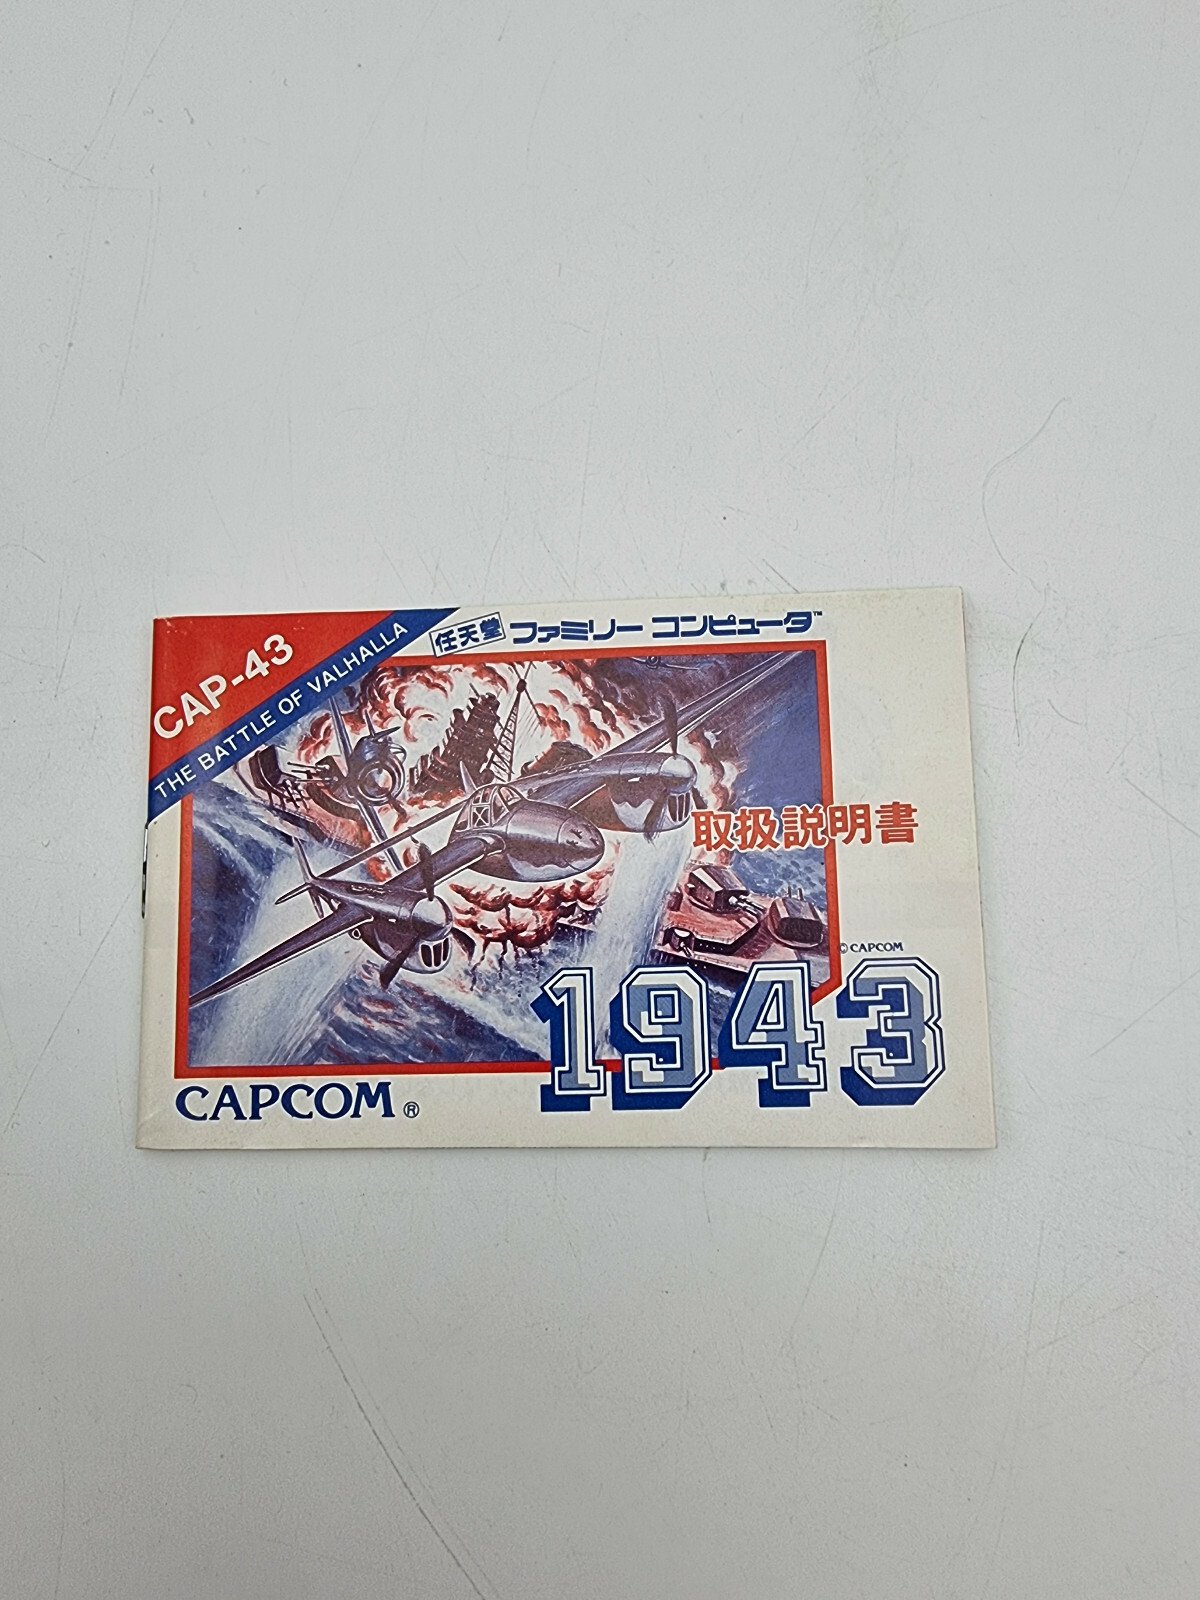 CAP-43
THE BATTLE OF VALHALLA
任天堂 ファミリー コンピュータ™
取扱説明書
© CAPCOM
1943
CAPCOM®